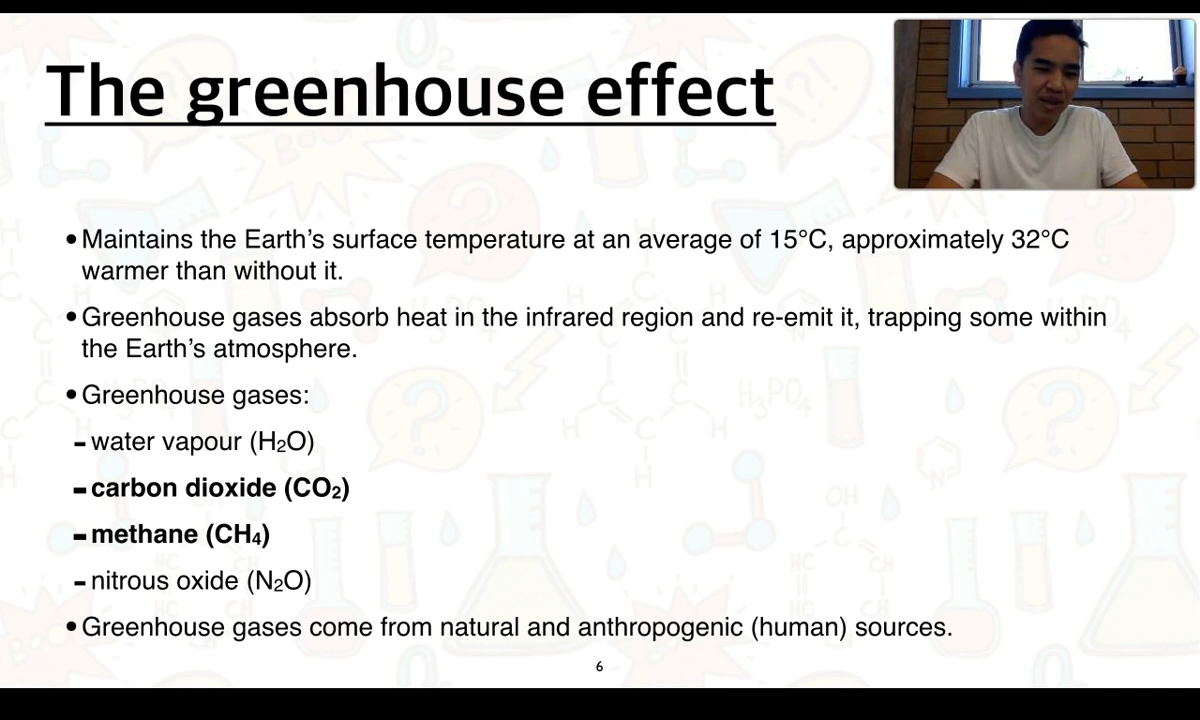 The greenhouse effect
•Maintains the Earth's surface temperature at an average of 15°C, approximately 32°C
warmer than without it.
•Greenhouse gases absorb heat in the infrared region and re-emit it, trapping some within
the Earth's atmosphere.
•Greenhouse gases:
-water vapour (H₂O)
-carbon dioxide (CO₂)
-methane (CH₄)
-nitrous oxide (N₂O)
•Greenhouse gases come from natural and anthropogenic (human) sources.
6